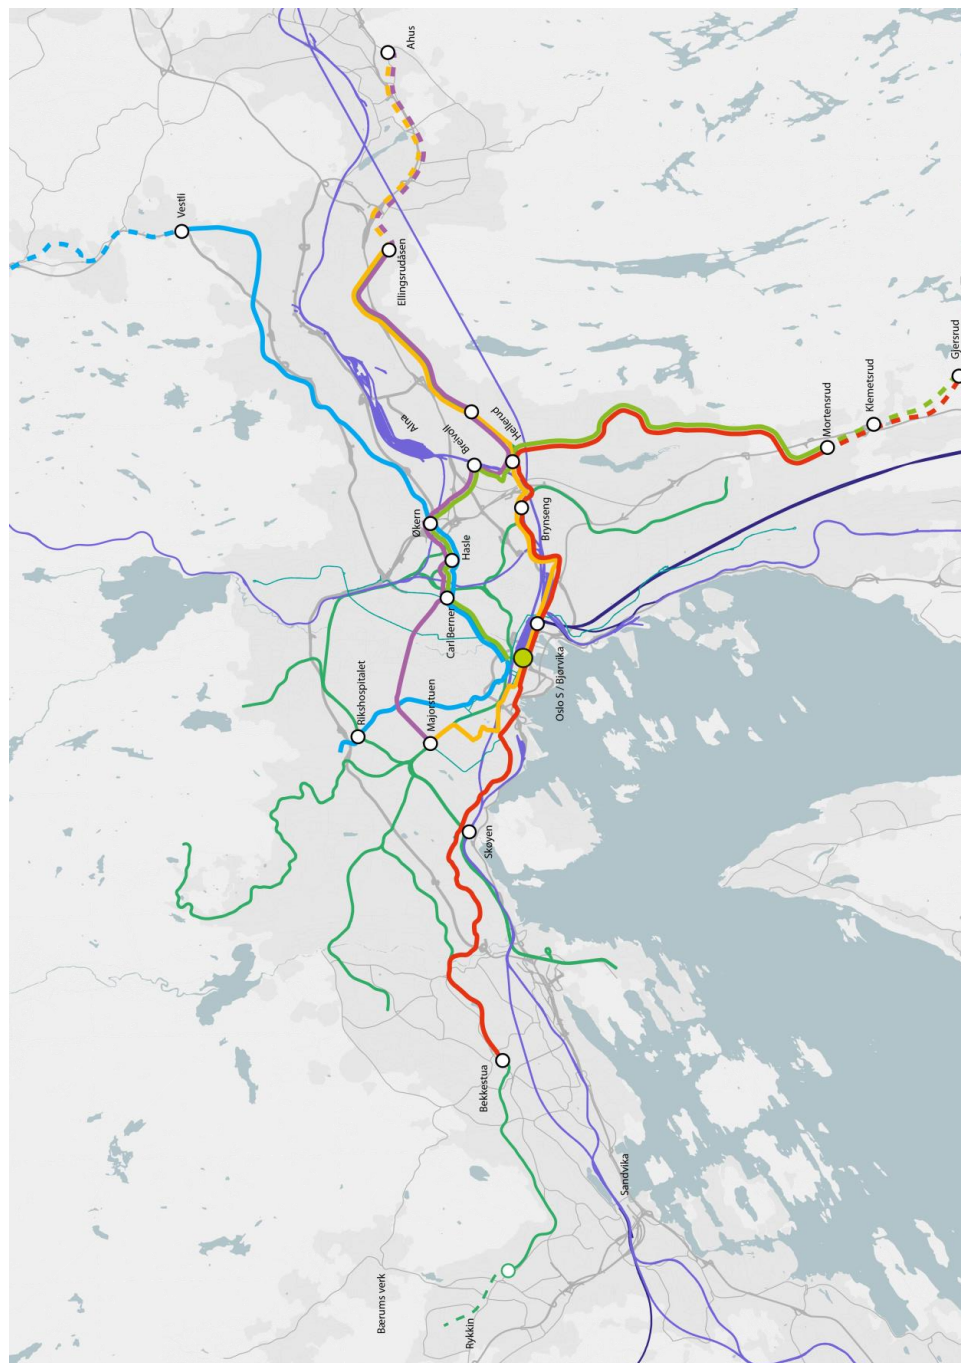 Ahus
Vestli
Ellingsrudåsen
Gjersrud
Klemetsrud
Mortensrud
Alna
Breivoll
Hellerud
Økern
Hasle
Brynseng
Carl Berner
Rikshospitalet
Majorstuen
Oslo S / Bjørvika
Skøyen
Bekkestua
Sandvika
Bærums verk
Rykkin